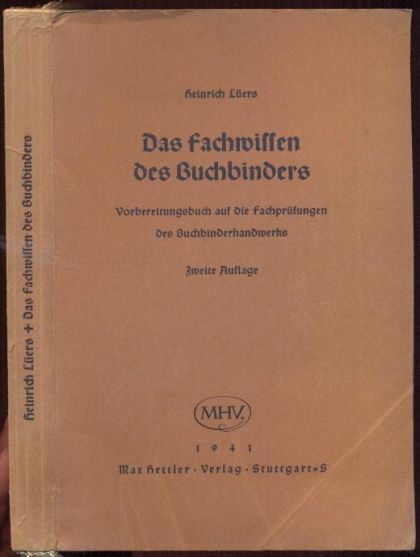 Heinrich Lüers
Das Fachwissen
des Buchbinders
Vorbereitungsbuch auf die Fachprüfungen
des Buchbinderhandwerks
Zweite Auflage
MHV.
1941
Max Hettler · Verlag · Stuttgart=S
Heinrich Lüers + Das Fachwissen des Buchbinders